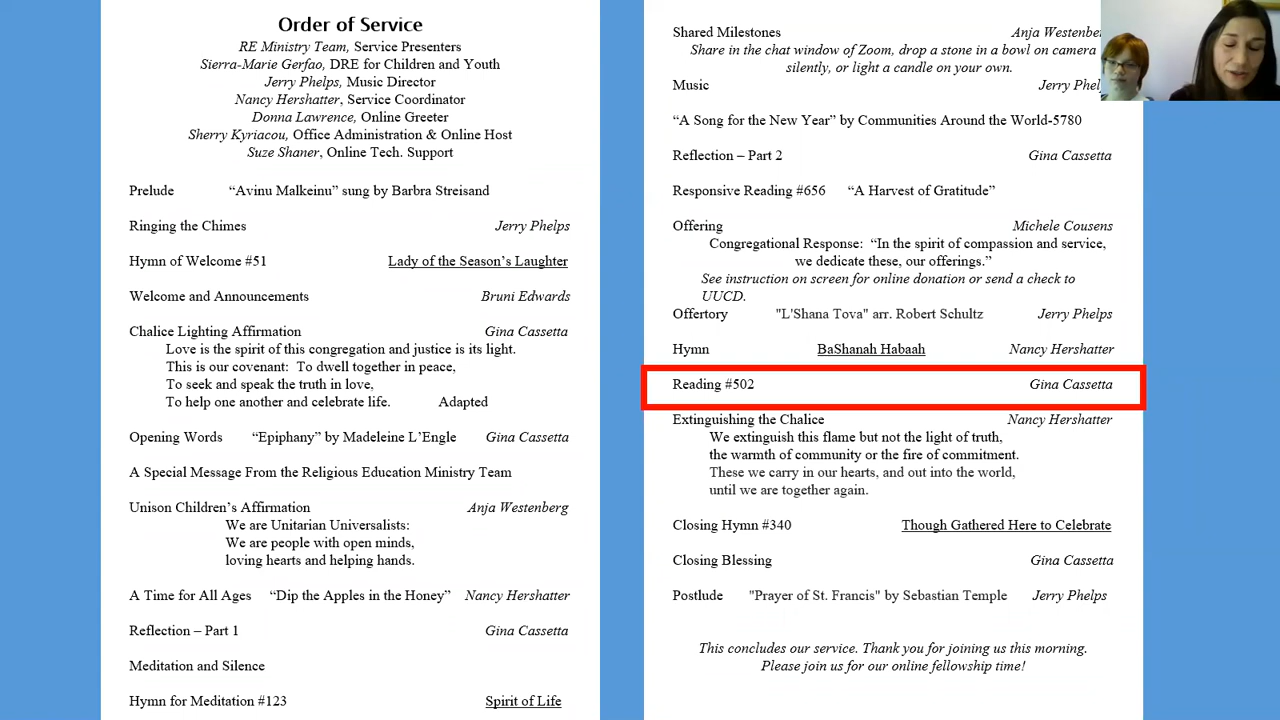 Order of Service
RE Ministry Team, Service Presenters
Sierra-Marie Gerfao, DRE for Children and Youth
Jerry Phelps, Music Director
Nancy Hershatter, Service Coordinator
Donna Lawrence, Online Greeter
Sherry Kyriacou, Office Administration & Online Host
Suze Shaner, Online Tech. Support
Prelude "Avinu Malkeinu" sung by Barbra Streisand
Ringing the Chimes Jerry Phelps
Hymn of Welcome #51 Lady of the Season's Laughter
Welcome and Announcements Bruni Edwards
Chalice Lighting Affirmation Gina Cassetta
Love is the spirit of this congregation and justice is its light.
This is our covenant: To dwell together in peace,
To seek and speak the truth in love,
To help one another and celebrate life. Adapted
Opening Words "Epiphany" by Madeleine L'Engle Gina Cassetta
A Special Message From the Religious Education Ministry Team
Unison Children's Affirmation Anja Westenberg
We are Unitarian Universalists:
We are people with open minds,
loving hearts and helping hands.
A Time for All Ages "Dip the Apples in the Honey" Nancy Hershatter
Reflection – Part 1 Gina Cassetta
Meditation and Silence
Hymn for Meditation #123 Spirit of Life
Shared Milestones Anja Westenber
Share in the chat window of Zoom, drop a stone in a bowl on camera
silently, or light a candle on your own.
Music Jerry Phelp
"A Song for the New Year" by Communities Around the World-5780
Reflection – Part 2 Gina Cassetta
Responsive Reading #656 "A Harvest of Gratitude"
Offering Michele Cousens
Congregational Response: "In the spirit of compassion and service,
we dedicate these, our offerings."
See instruction on screen for online donation or send a check to
UUCD.
Offertory "L'Shana Tova" arr. Robert Schultz Jerry Phelps
Hymn BaShanah Habaah Nancy Hershatter
Reading #502 Gina Cassetta
Extinguishing the Chalice Nancy Hershatter
We extinguish this flame but not the light of truth,
the warmth of community or the fire of commitment.
These we carry in our hearts, and out into the world,
until we are together again.
Closing Hymn #340 Though Gathered Here to Celebrate
Closing Blessing Gina Cassetta
Postlude "Prayer of St. Francis" by Sebastian Temple Jerry Phelps
This concludes our service. Thank you for joining us this morning.
Please join us for our online fellowship time!